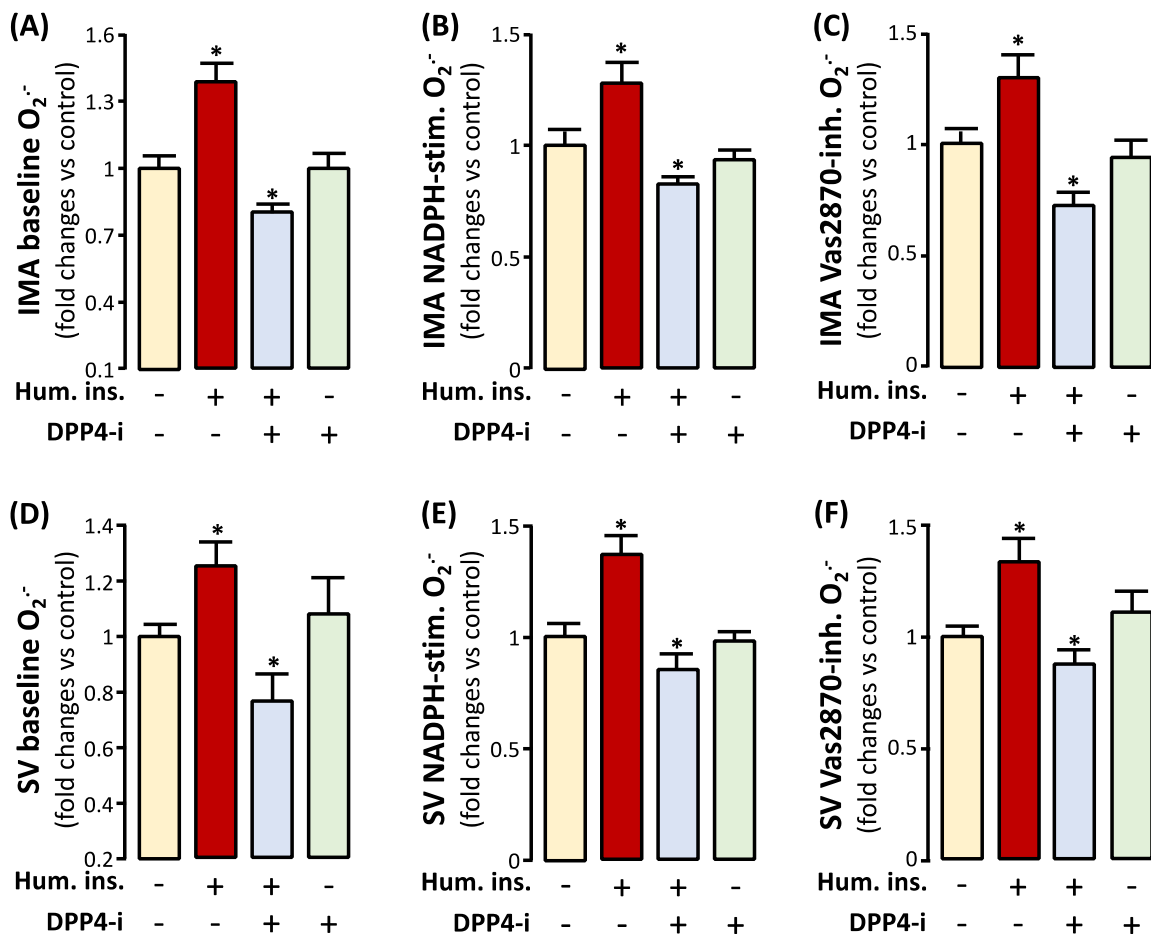 (A)
IMA baseline O₂·-
(fold changes vs control)
1.6
1.3
1
0.7
0.4
0.1
*
*
Hum. ins. - + + -
DPP4-i - - + +
(B)
IMA NADPH-stim. O₂·-
(fold changes vs control)
1.5
1
0.5
0
*
*
Hum. ins. - + + -
DPP4-i - - + +
(C)
IMA Vas2870-inh. O₂·-
(fold changes vs control)
1.5
1
0.5
0
*
*
Hum. ins. - + + -
DPP4-i - - + +
(D)
SV baseline O₂·-
(fold changes vs control)
1.4
1.2
1
0.8
0.6
0.4
0.2
*
*
Hum. ins. - + + -
DPP4-i - - + +
(E)
SV NADPH-stim. O₂·-
(fold changes vs control)
1.5
1
0.5
0
*
*
Hum. ins. - + + -
DPP4-i - - + +
(F)
SV Vas2870-inh. O₂·-
(fold changes vs control)
1.5
1
0.5
0
*
*
Hum. ins. - + + -
DPP4-i - - + +